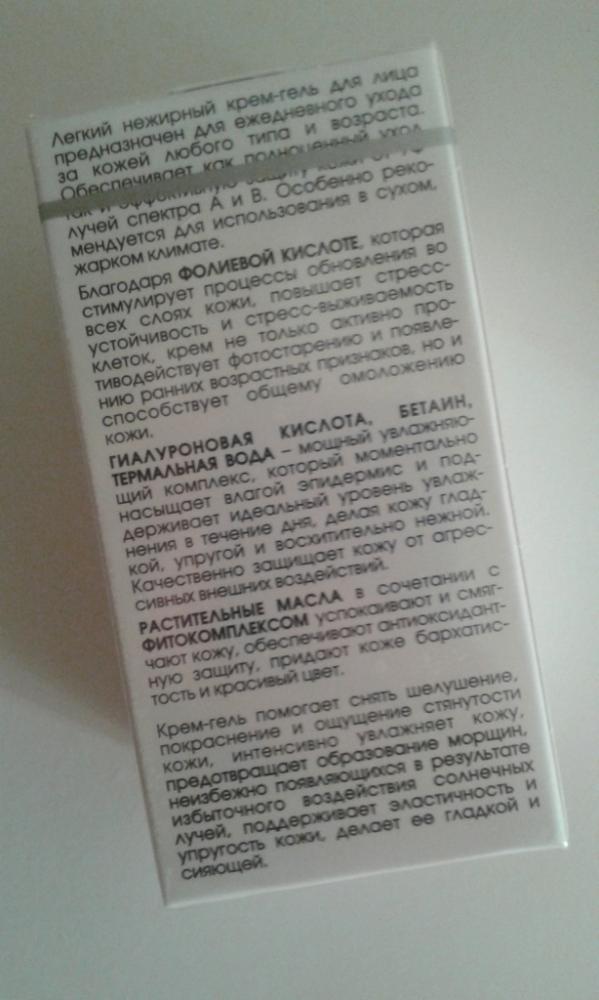 Легкий нежирный крем-гель для лица
предназначен для ежедневного ухода
за кожей любого типа и возраста.
Обеспечивает как полноценный уход,
так и эффективную защиту кожи от УФ-
лучей спектра А и В. Особенно реко-
мендуется для использования в сухом,
жарком климате.
Благодаря ФОЛИЕВОЙ КИСЛОТЕ, которая
стимулирует процессы обновления во
всех слоях кожи, повышает стресс-
устойчивость и стресс-выживаемость
клеток, крем не только активно про-
тиводействует фотостарению и появле-
нию ранних возрастных признаков, но и
способствует общему омоложению
кожи.
ГИАЛУРОНОВАЯ КИСЛОТА, БЕТАИН,
ТЕРМАЛЬНАЯ ВОДА – мощный увлажняю-
щий комплекс, который моментально
насыщает влагой эпидермис и под-
держивает идеальный уровень увлаж-
нения в течение дня, делая кожу глад-
кой, упругой и восхитительно нежной.
Качественно защищает кожу от агрес-
сивных внешних воздействий.
РАСТИТЕЛЬНЫЕ МАСЛА в сочетании с
ФИТОКОМПЛЕКСОМ успокаивают и смяг-
чают кожу, обеспечивают антиоксидант-
ную защиту, придают коже бархатис-
тость и красивый цвет.
Крем-гель помогает снять шелушение,
покраснение и ощущение стянутости
кожи, интенсивно увлажняет кожу,
предотвращает образование морщин,
неизбежно появляющихся в результате
избыточного воздействия солнечных
лучей, поддерживает эластичность и
упругость кожи, делает ее гладкой и
сияющей.